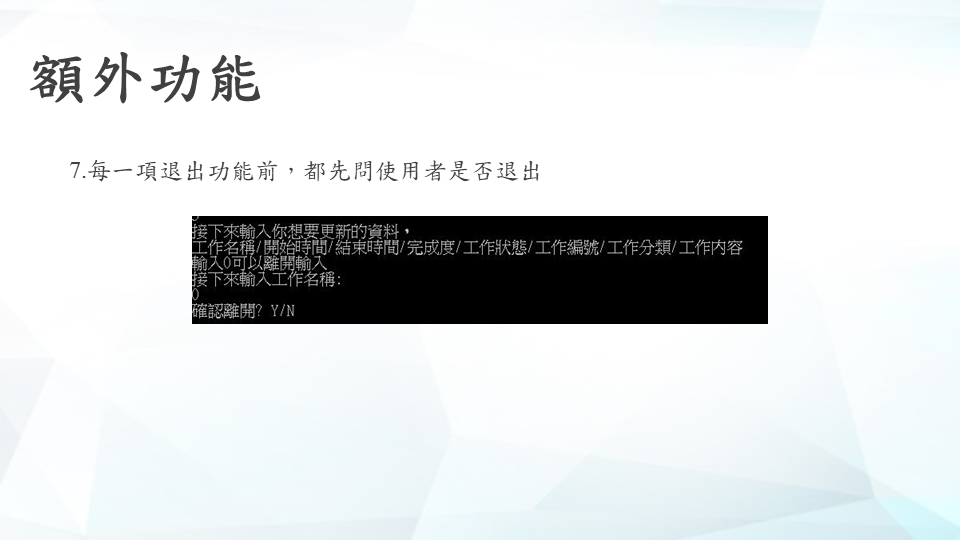 額外功能
7.每一項退出功能前，都先問使用者是否退出
接下來輸入你想要更新的資料，
工作名稱/開始時間/結束時間/完成度/工作狀態/工作編號/工作分類/工作內容
輸入0可以離開輸入
接下來輸入工作名稱:
0
確認離開? Y/N